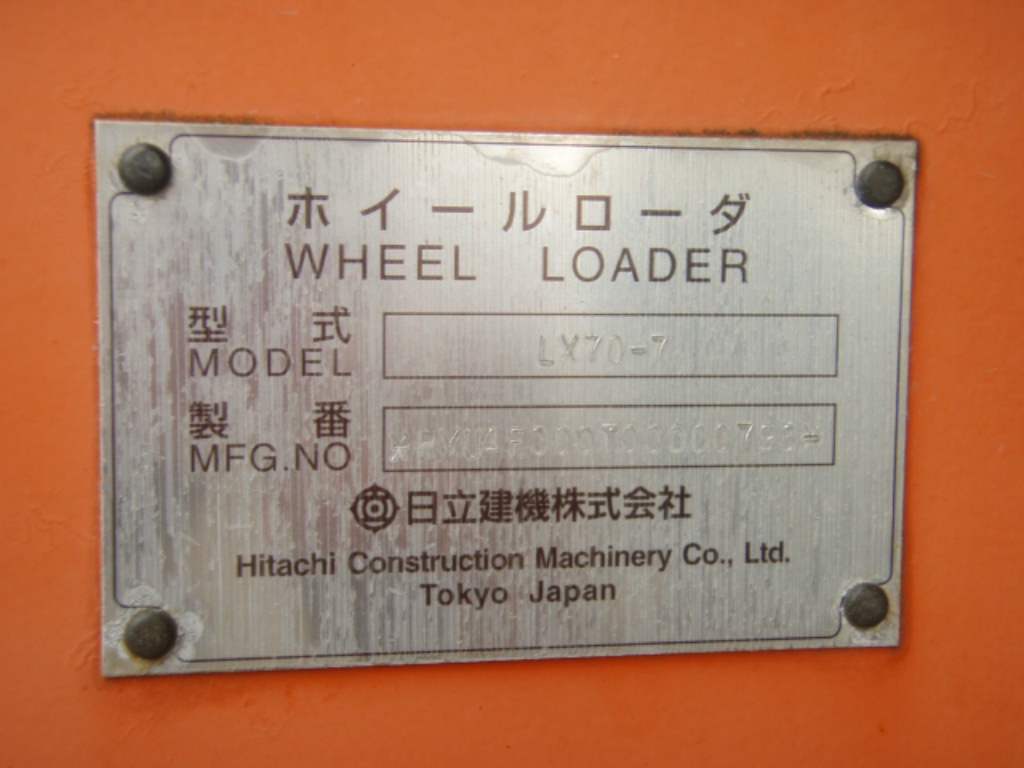 ホイールローダ
WHEEL LOADER
型式
MODEL LX70-7
製番
MFG.NO
日立建機株式会社
Hitachi Construction Machinery Co., Ltd.
Tokyo Japan